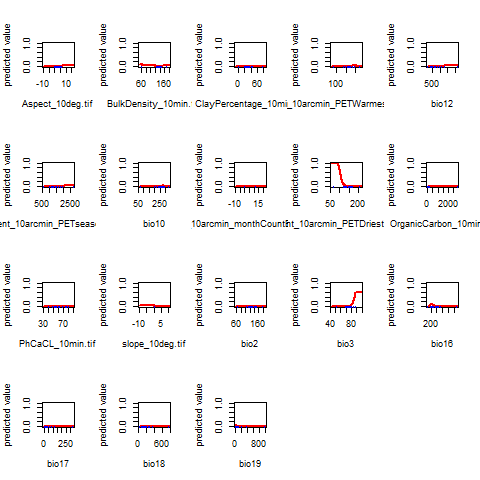 predicted value predicted value predicted value predicted value predicted value
0.0 1.0 0.0 1.0 0.0 1.0 0.0 1.0 0.0 1.0
-10 10 60 160 0 60 100 500
Aspect_10deg.tif BulkDensity_10min. ClayPercentage_10mi _10arcmin_PETWarmes bio12
predicted value predicted value predicted value predicted value predicted value
0.0 1.0 0.0 1.0 0.0 1.0 0.0 1.0 0.0 1.0
500 2500 50 250 -10 15 50 200 0 2000
ent_10arcmin_PETseas bio10 10arcmin_monthCount nt_10arcmin_PETDriest OrganicCarbon_10min
predicted value predicted value predicted value predicted value predicted value
0.0 1.0 0.0 1.0 0.0 1.0 0.0 1.0 0.0 1.0
30 70 -10 5 60 160 40 80 200
PhCaCL_10min.tif slope_10deg.tif bio2 bio3 bio16
predicted value predicted value predicted value
0.0 1.0 0.0 1.0 0.0 1.0
0 250 0 600 0 800
bio17 bio18 bio19